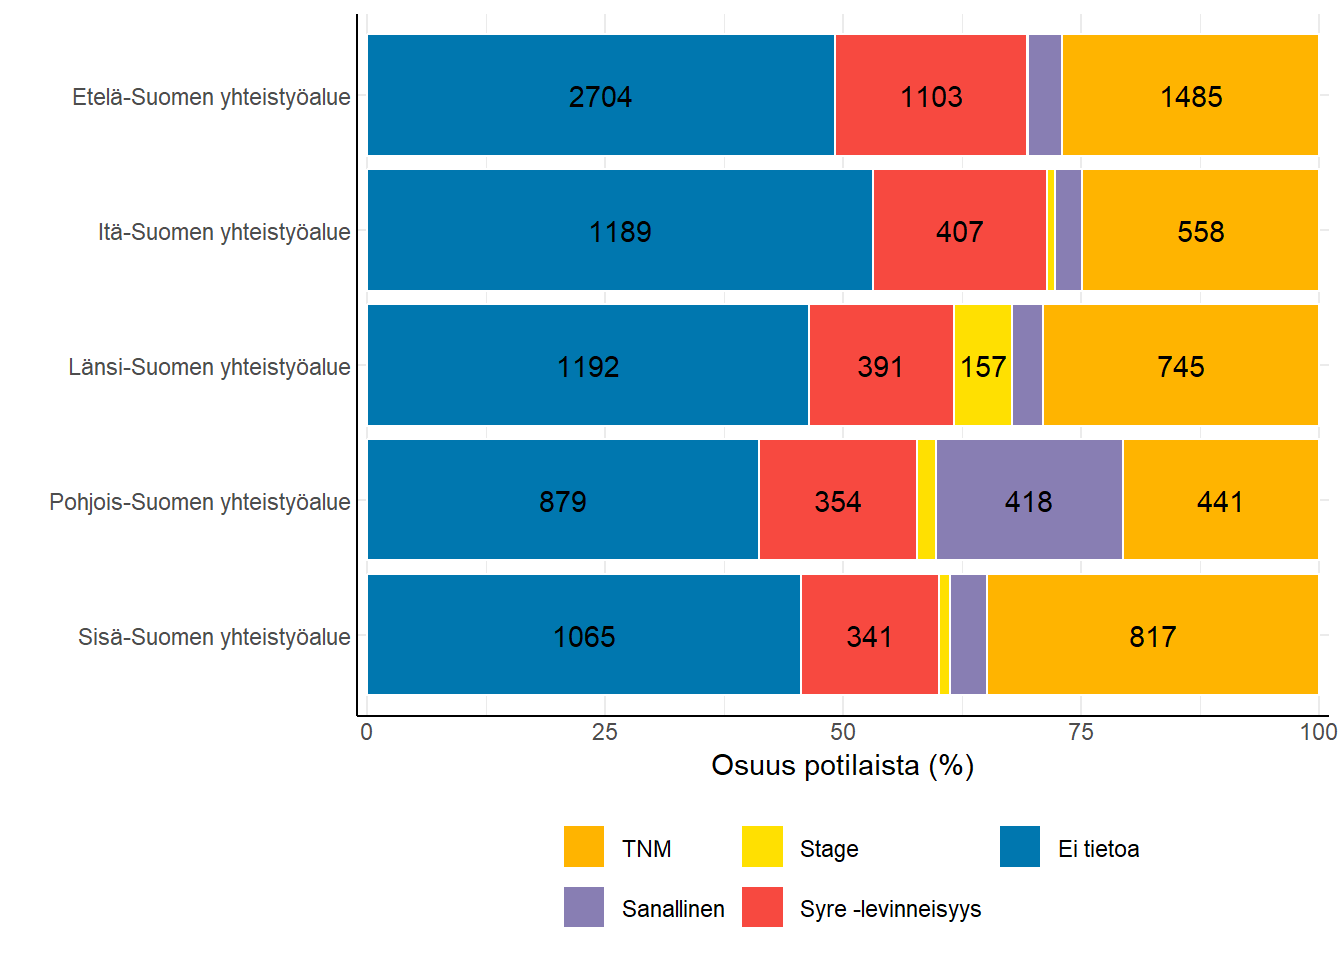 Etelä-Suomen yhteistyöalue 2704 1103 1485
Itä-Suomen yhteistyöalue 1189 407 558
Länsi-Suomen yhteistyöalue 1192 391 157 745
Pohjois-Suomen yhteistyöalue 879 354 418 441
Sisä-Suomen yhteistyöalue 1065 341 817
0 25 50 75 100
Osuus potilaista (%)
TNM Stage Ei tietoa
Sanallinen Syre -levinneisyys